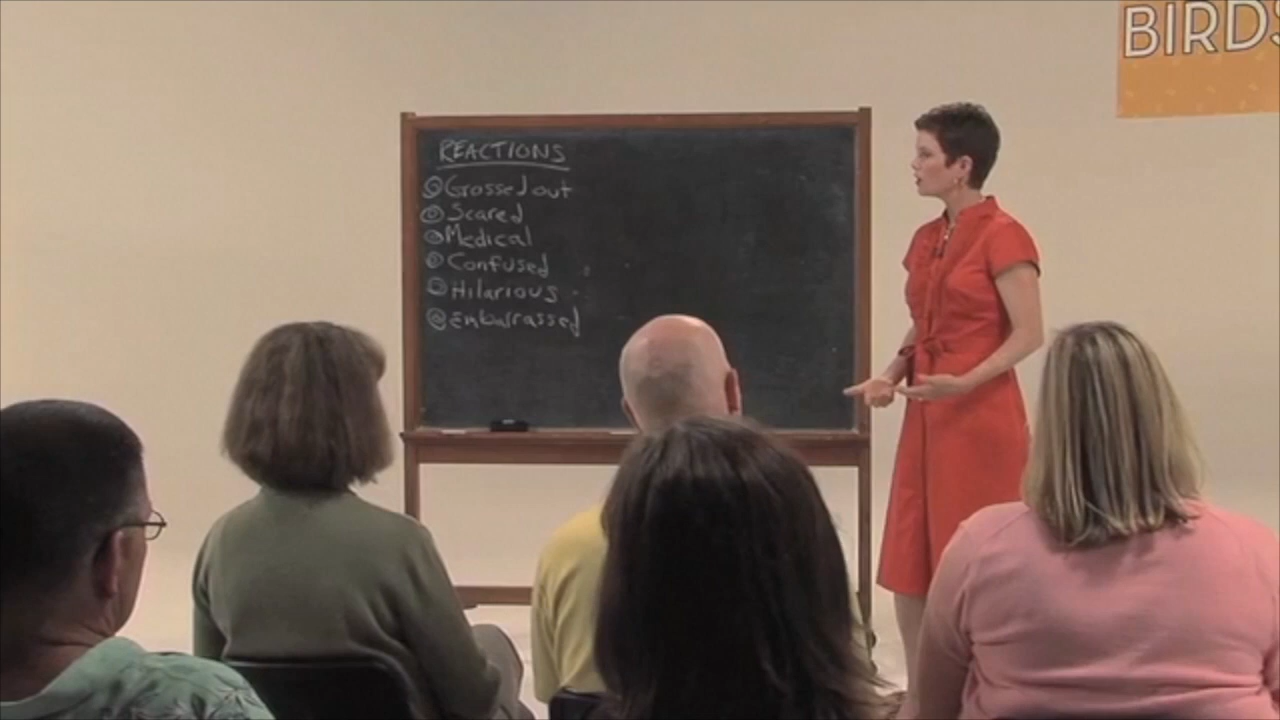 BIRDS
REACTIONS
Grossed out
Scared
Medical
Confused
Hilarious
Embarrassed